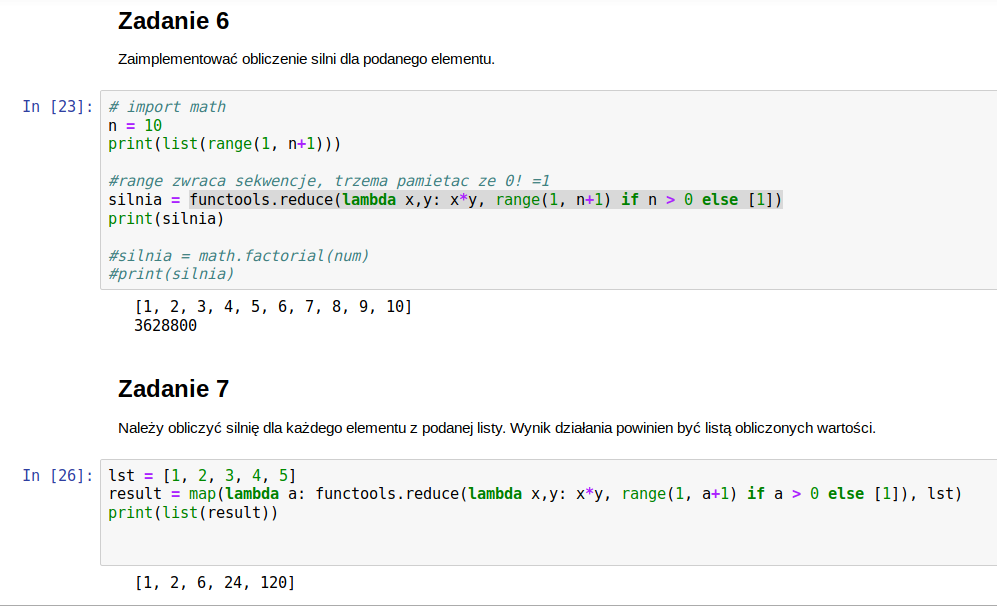 Zadanie 6
Zaimplementować obliczenie silni dla podanego elementu.
In [23]:
# import math
n = 10
print(list(range(1, n+1)))
#range zwraca sekwencje, trzema pamietac ze 0! =1
silnia = functools.reduce(lambda x,y: x*y, range(1, n+1) if n > 0 else [1])
print(silnia)
#silnia = math.factorial(num)
#print(silnia)
[1, 2, 3, 4, 5, 6, 7, 8, 9, 10]
3628800
Zadanie 7
Należy obliczyć silnię dla każdego elementu z podanej listy. Wynik działania powinien być listą obliczonych wartości.
In [26]:
lst = [1, 2, 3, 4, 5]
result = map(lambda a: functools.reduce(lambda x,y: x*y, range(1, a+1) if a > 0 else [1]), lst)
print(list(result))
[1, 2, 6, 24, 120]